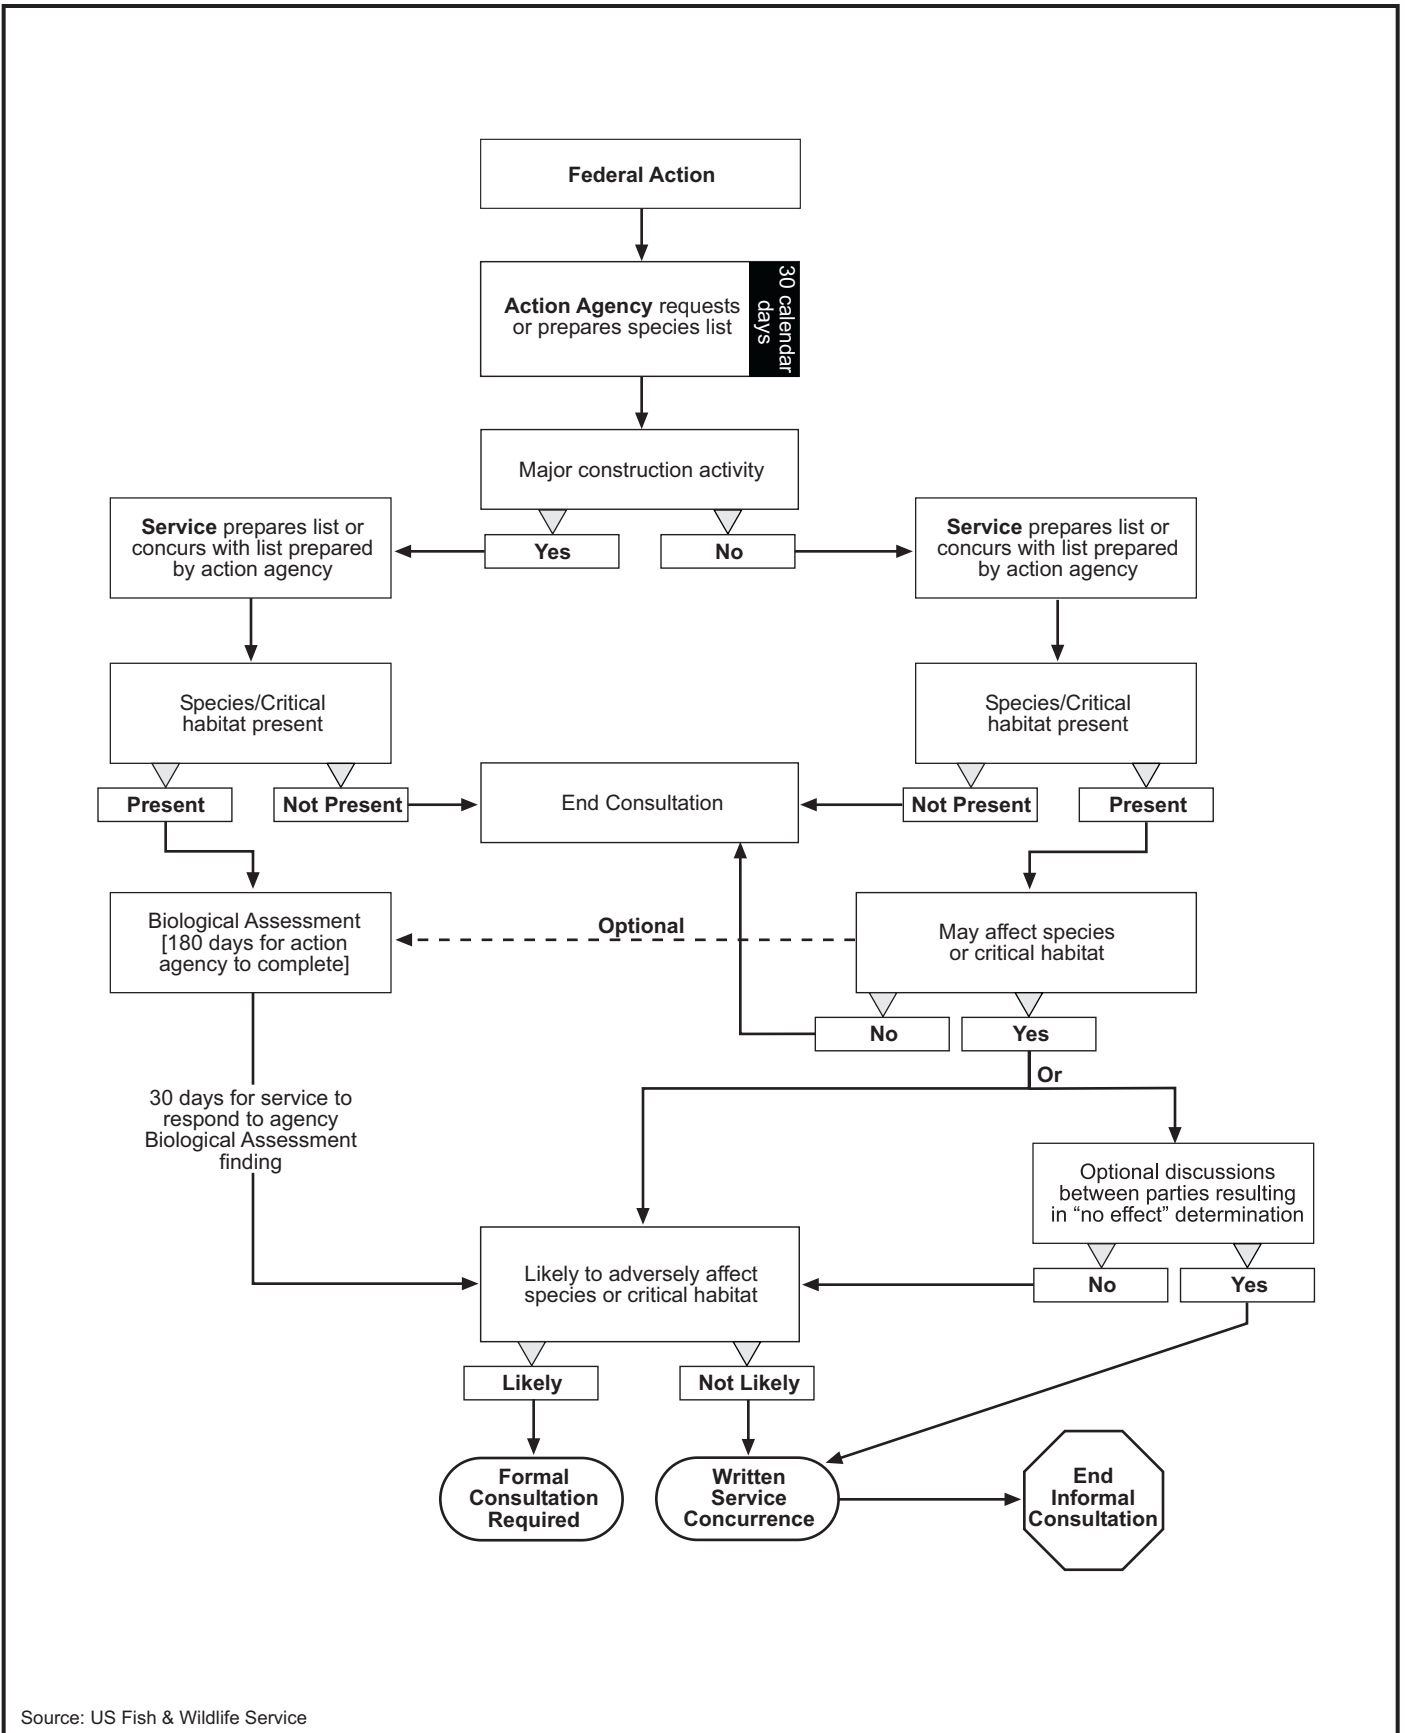 Federal Action
Action Agency requests
or prepares species list
30 calendar
days
Major construction activity
Yes
No
Service prepares list or
concurs with list prepared
by action agency
Service prepares list or
concurs with list prepared
by action agency
Species/Critical
habitat present
Species/Critical
habitat present
Present
Not Present
End Consultation
Not Present
Present
Biological Assessment
[180 days for action
agency to complete]
Optional
May affect species
or critical habitat
No
Yes
Or
30 days for service to
respond to agency
Biological Assessment
finding
Optional discussions
between parties resulting
in “no effect” determination
No
Yes
Likely to adversely affect
species or critical habitat
Likely
Not Likely
Formal
Consultation
Required
Written
Service
Concurrence
End
Informal
Consultation
Source: US Fish & Wildlife Service